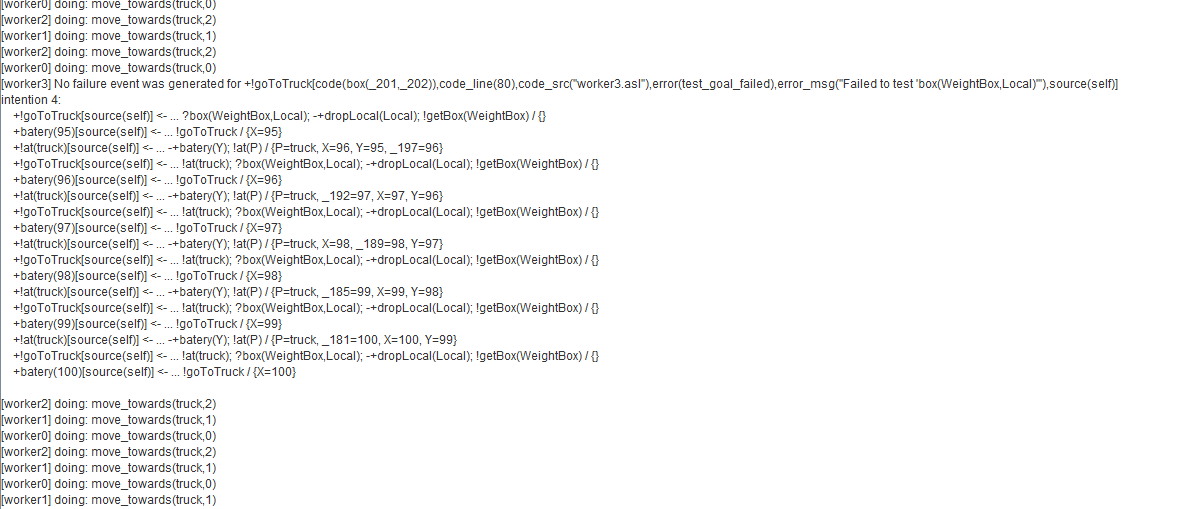 [worker0] doing: move_towards(truck,0)
[worker2] doing: move_towards(truck,2)
[worker1] doing: move_towards(truck,1)
[worker2] doing: move_towards(truck,2)
[worker0] doing: move_towards(truck,0)
[worker3] No failure event was generated for +!goToTruck[code(box(_201,_202)),code_line(80),code_src("worker3.asl"),error(test_goal_failed),error_msg("Failed to test 'box(WeightBox,Local)'"),source(self)]
intention 4:
+!goToTruck[source(self)] <- ... ?box(WeightBox,Local); -+dropLocal(Local); !getBox(WeightBox) / {}
+batery(95)[source(self)] <- ... !goToTruck / {X=95}
+!at(truck)[source(self)] <- ... -+batery(Y); !at(P) / {P=truck, X=96, Y=95, _197=96}
+!goToTruck[source(self)] <- ... !at(truck); ?box(WeightBox,Local); -+dropLocal(Local); !getBox(WeightBox) / {}
+batery(96)[source(self)] <- ... !goToTruck / {X=96}
+!at(truck)[source(self)] <- ... -+batery(Y); !at(P) / {P=truck, _192=97, X=97, Y=96}
+!goToTruck[source(self)] <- ... !at(truck); ?box(WeightBox,Local); -+dropLocal(Local); !getBox(WeightBox) / {}
+batery(97)[source(self)] <- ... !goToTruck / {X=97}
+!at(truck)[source(self)] <- ... -+batery(Y); !at(P) / {P=truck, X=98, _189=98, Y=97}
+!goToTruck[source(self)] <- ... !at(truck); ?box(WeightBox,Local); -+dropLocal(Local); !getBox(WeightBox) / {}
+batery(98)[source(self)] <- ... !goToTruck / {X=98}
+!at(truck)[source(self)] <- ... -+batery(Y); !at(P) / {P=truck, _185=99, X=99, Y=98}
+!goToTruck[source(self)] <- ... !at(truck); ?box(WeightBox,Local); -+dropLocal(Local); !getBox(WeightBox) / {}
+batery(99)[source(self)] <- ... !goToTruck / {X=99}
+!at(truck)[source(self)] <- ... -+batery(Y); !at(P) / {P=truck, _181=100, X=100, Y=99}
+!goToTruck[source(self)] <- ... !at(truck); ?box(WeightBox,Local); -+dropLocal(Local); !getBox(WeightBox) / {}
+batery(100)[source(self)] <- ... !goToTruck / {X=100}
[worker2] doing: move_towards(truck,2)
[worker1] doing: move_towards(truck,1)
[worker0] doing: move_towards(truck,0)
[worker2] doing: move_towards(truck,2)
[worker1] doing: move_towards(truck,1)
[worker0] doing: move_towards(truck,0)
[worker1] doing: move_towards(truck,1)